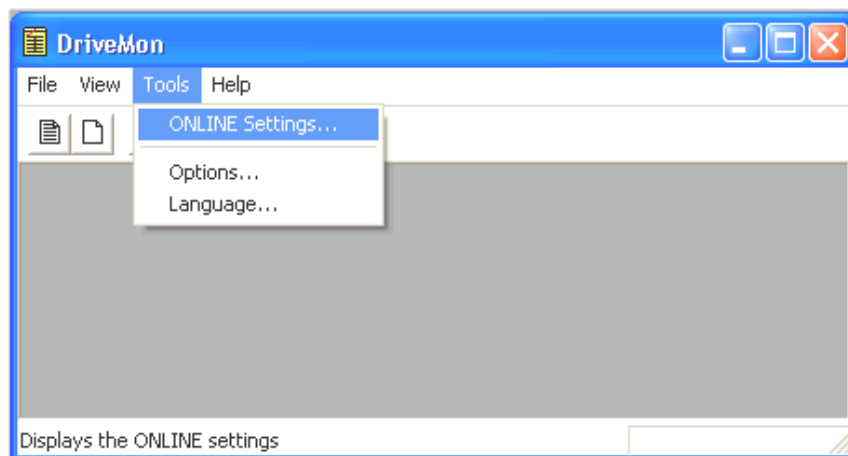 DriveMon
File View Tools Help
ONLINE Settings...
Options...
Language...
Displays the ONLINE settings